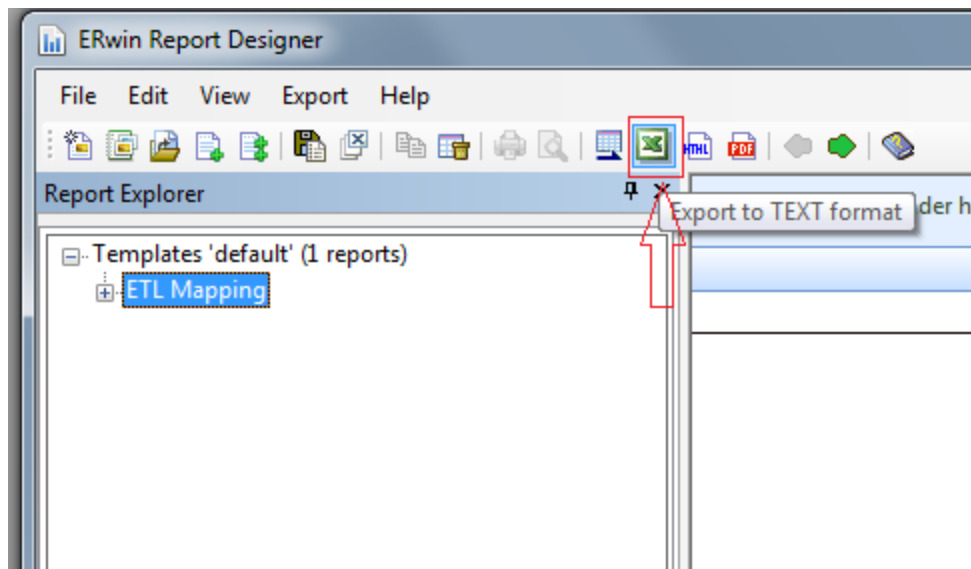 ERwin Report Designer
File Edit View Export Help
HTML PDF
Report Explorer
Export to TEXT format
der h
Templates 'default' (1 reports)
ETL Mapping